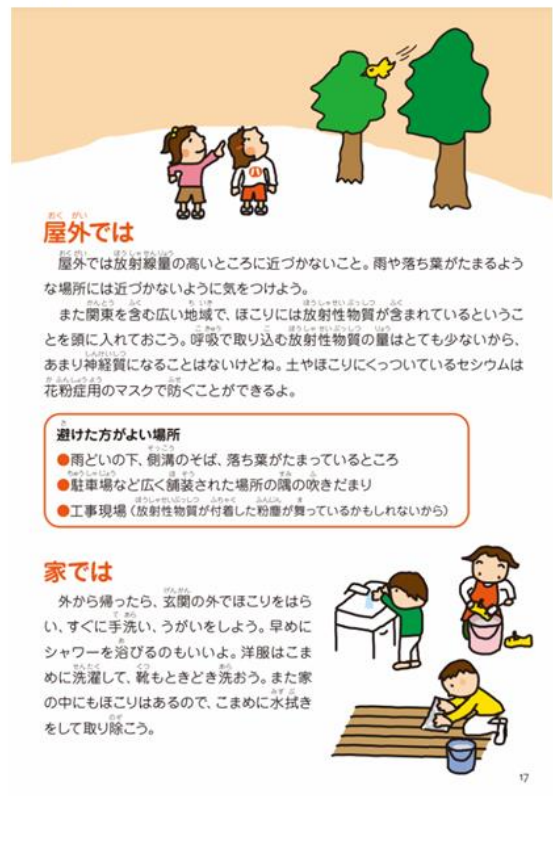 屋外では
屋外では放射線量の高いところに近づかないこと。雨や落ち葉がたまるよう
な場所には近づかないように気をつけよう。
また関東を含む広い地域で、ほこりには放射性物質が含まれているというこ
とを頭に入れておこう。呼吸で取り込む放射性物質の量はとても少ないから、
あまり神経質になることはないけどね。土やほこりにくっついているセシウムは
花粉症用のマスクで防ぐことができるよ。
避けた方がよい場所
●雨どいの下、側溝のそば、落ち葉がたまっているところ
●駐車場など広く舗装された場所の隅の吹きだまり
●工事現場(放射性物質が付着した粉塵が舞っているかもしれないから)
家では
外から帰ったら、玄関の外でほこりをはら
い、すぐに手洗い、うがいをしよう。早めに
シャワーを浴びるのもいいよ。洋服はこま
めに洗濯して、靴もときどき洗おう。また家
の中にもほこりはあるので、こまめに水拭き
をして取り除こう。
17